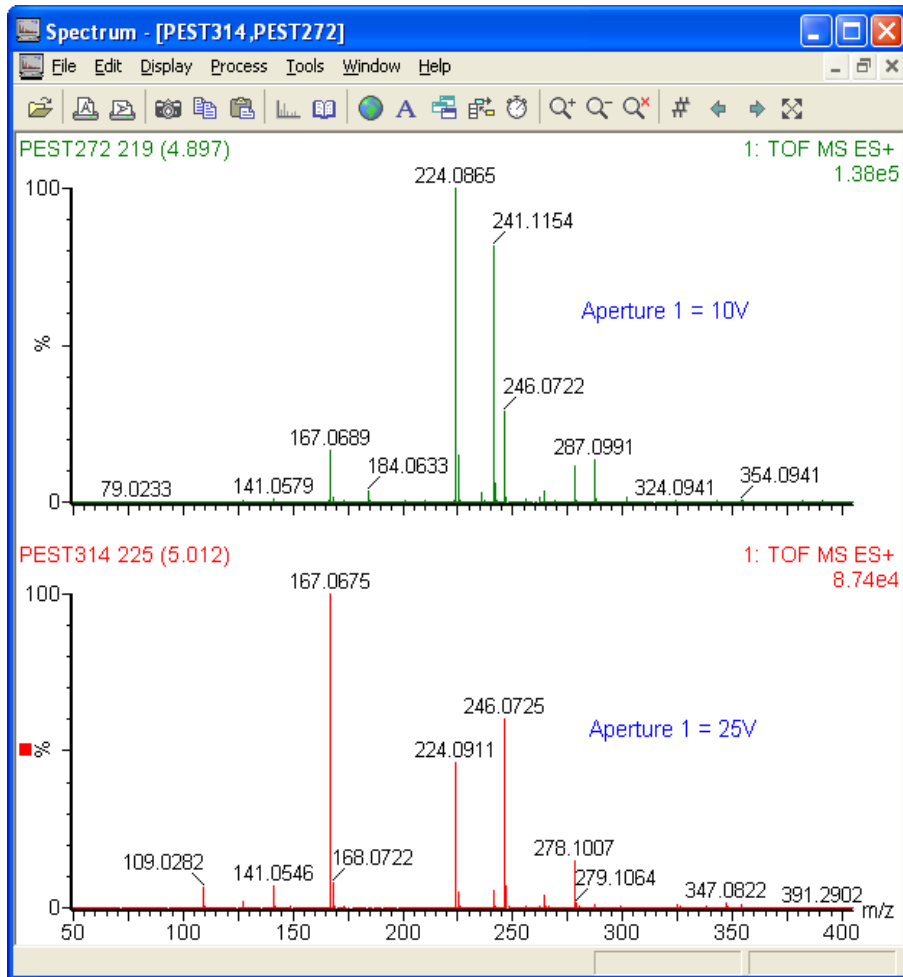 Spectrum - [PEST314,PEST272]
File Edit Display Process Tools Window Help
PEST272 219 (4.897)
1: TOF MS ES+
1.38e5
100
%
0
224.0865
241.1154
Aperture 1 = 10V
246.0722
167.0689
287.0991
184.0633
79.0233
141.0579
324.0941
354.0941
PEST314 225 (5.012)
1: TOF MS ES+
8.74e4
100
%
0
167.0675
246.0725
Aperture 1 = 25V
224.0911
109.0282
141.0546
168.0722
278.1007
279.1064
347.0822
391.2902
m/z
50 100 150 200 250 300 350 400